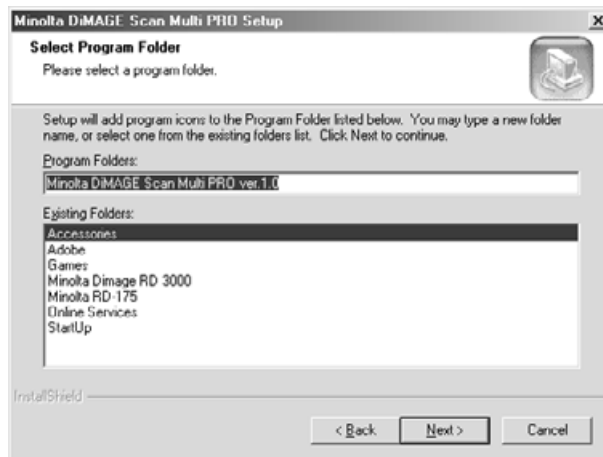 Minolta DiMAGE Scan Multi PRO Setup
Select Program Folder
Please select a program folder.
Setup will add program icons to the Program Folder listed below. You may type a new folder
name, or select one from the existing folders list. Click Next to continue.
Program Folders:
Minolta DiMAGE Scan Multi PRO ver.1.0
Existing Folders:
Accessories
Adobe
Games
Minolta Dimage RD 3000
Minolta RD-175
Online Services
StartUp
InstallShield
< Back Next > Cancel